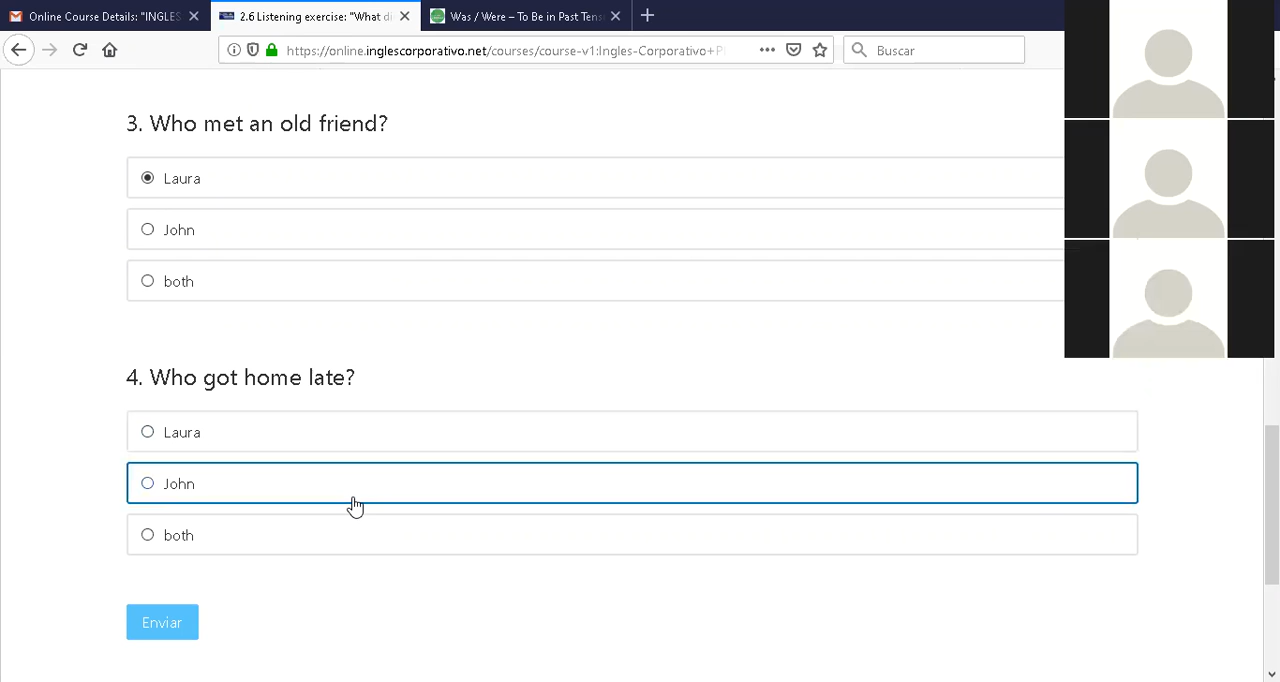 Online Course Details: "INGLES
2.6 Listening exercise: "What di
Was / Were – To Be in Past Tens
https://online.inglescorporativo.net/courses/course-v1:Ingles-Corporativo+P
Buscar
3. Who met an old friend?
Laura
John
both
4. Who got home late?
Laura
John
both
Enviar